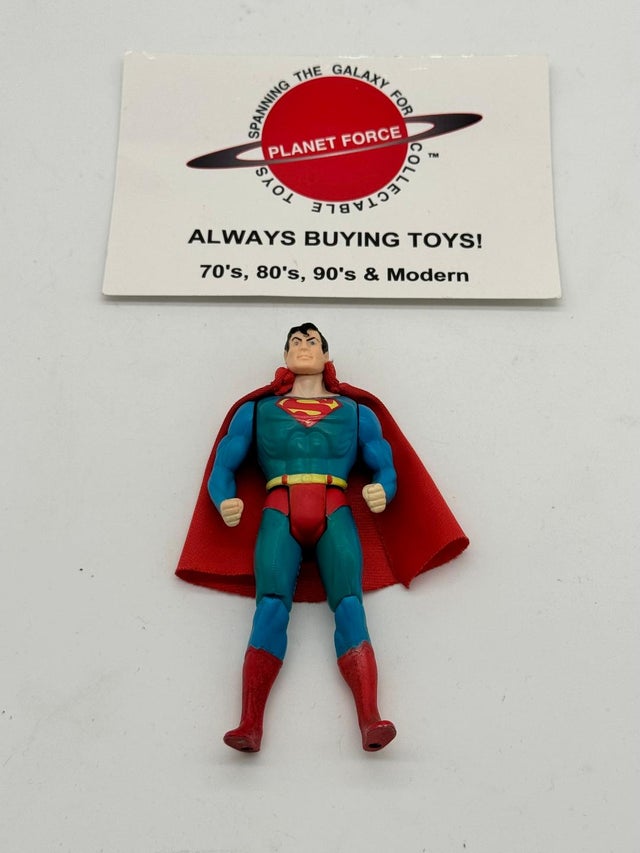 SPANNING THE GALAXY FOR COLLECTABLE TOYS
PLANET FORCE
TM
ALWAYS BUYING TOYS!
70's, 80's, 90's & Modern
S